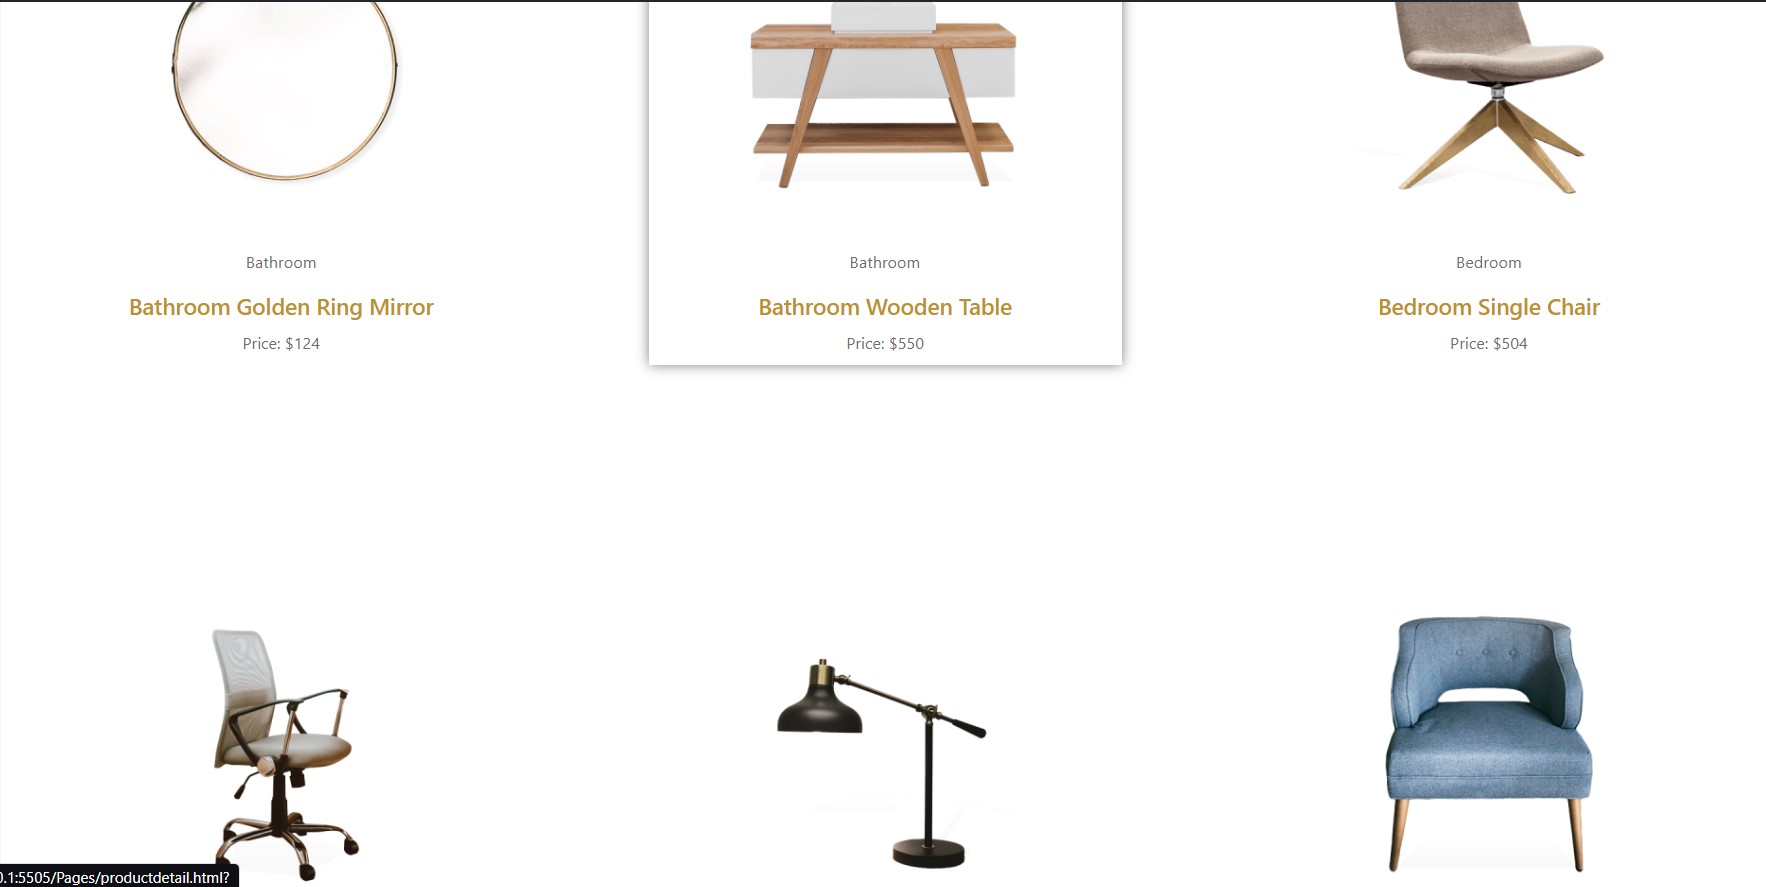 Bathroom
Bathroom Golden Ring Mirror
Price: $124
Bathroom
Bathroom Wooden Table
Price: $550
Bedroom
Bedroom Single Chair
Price: $504
0.1:5505/Pages/productdetail.html?